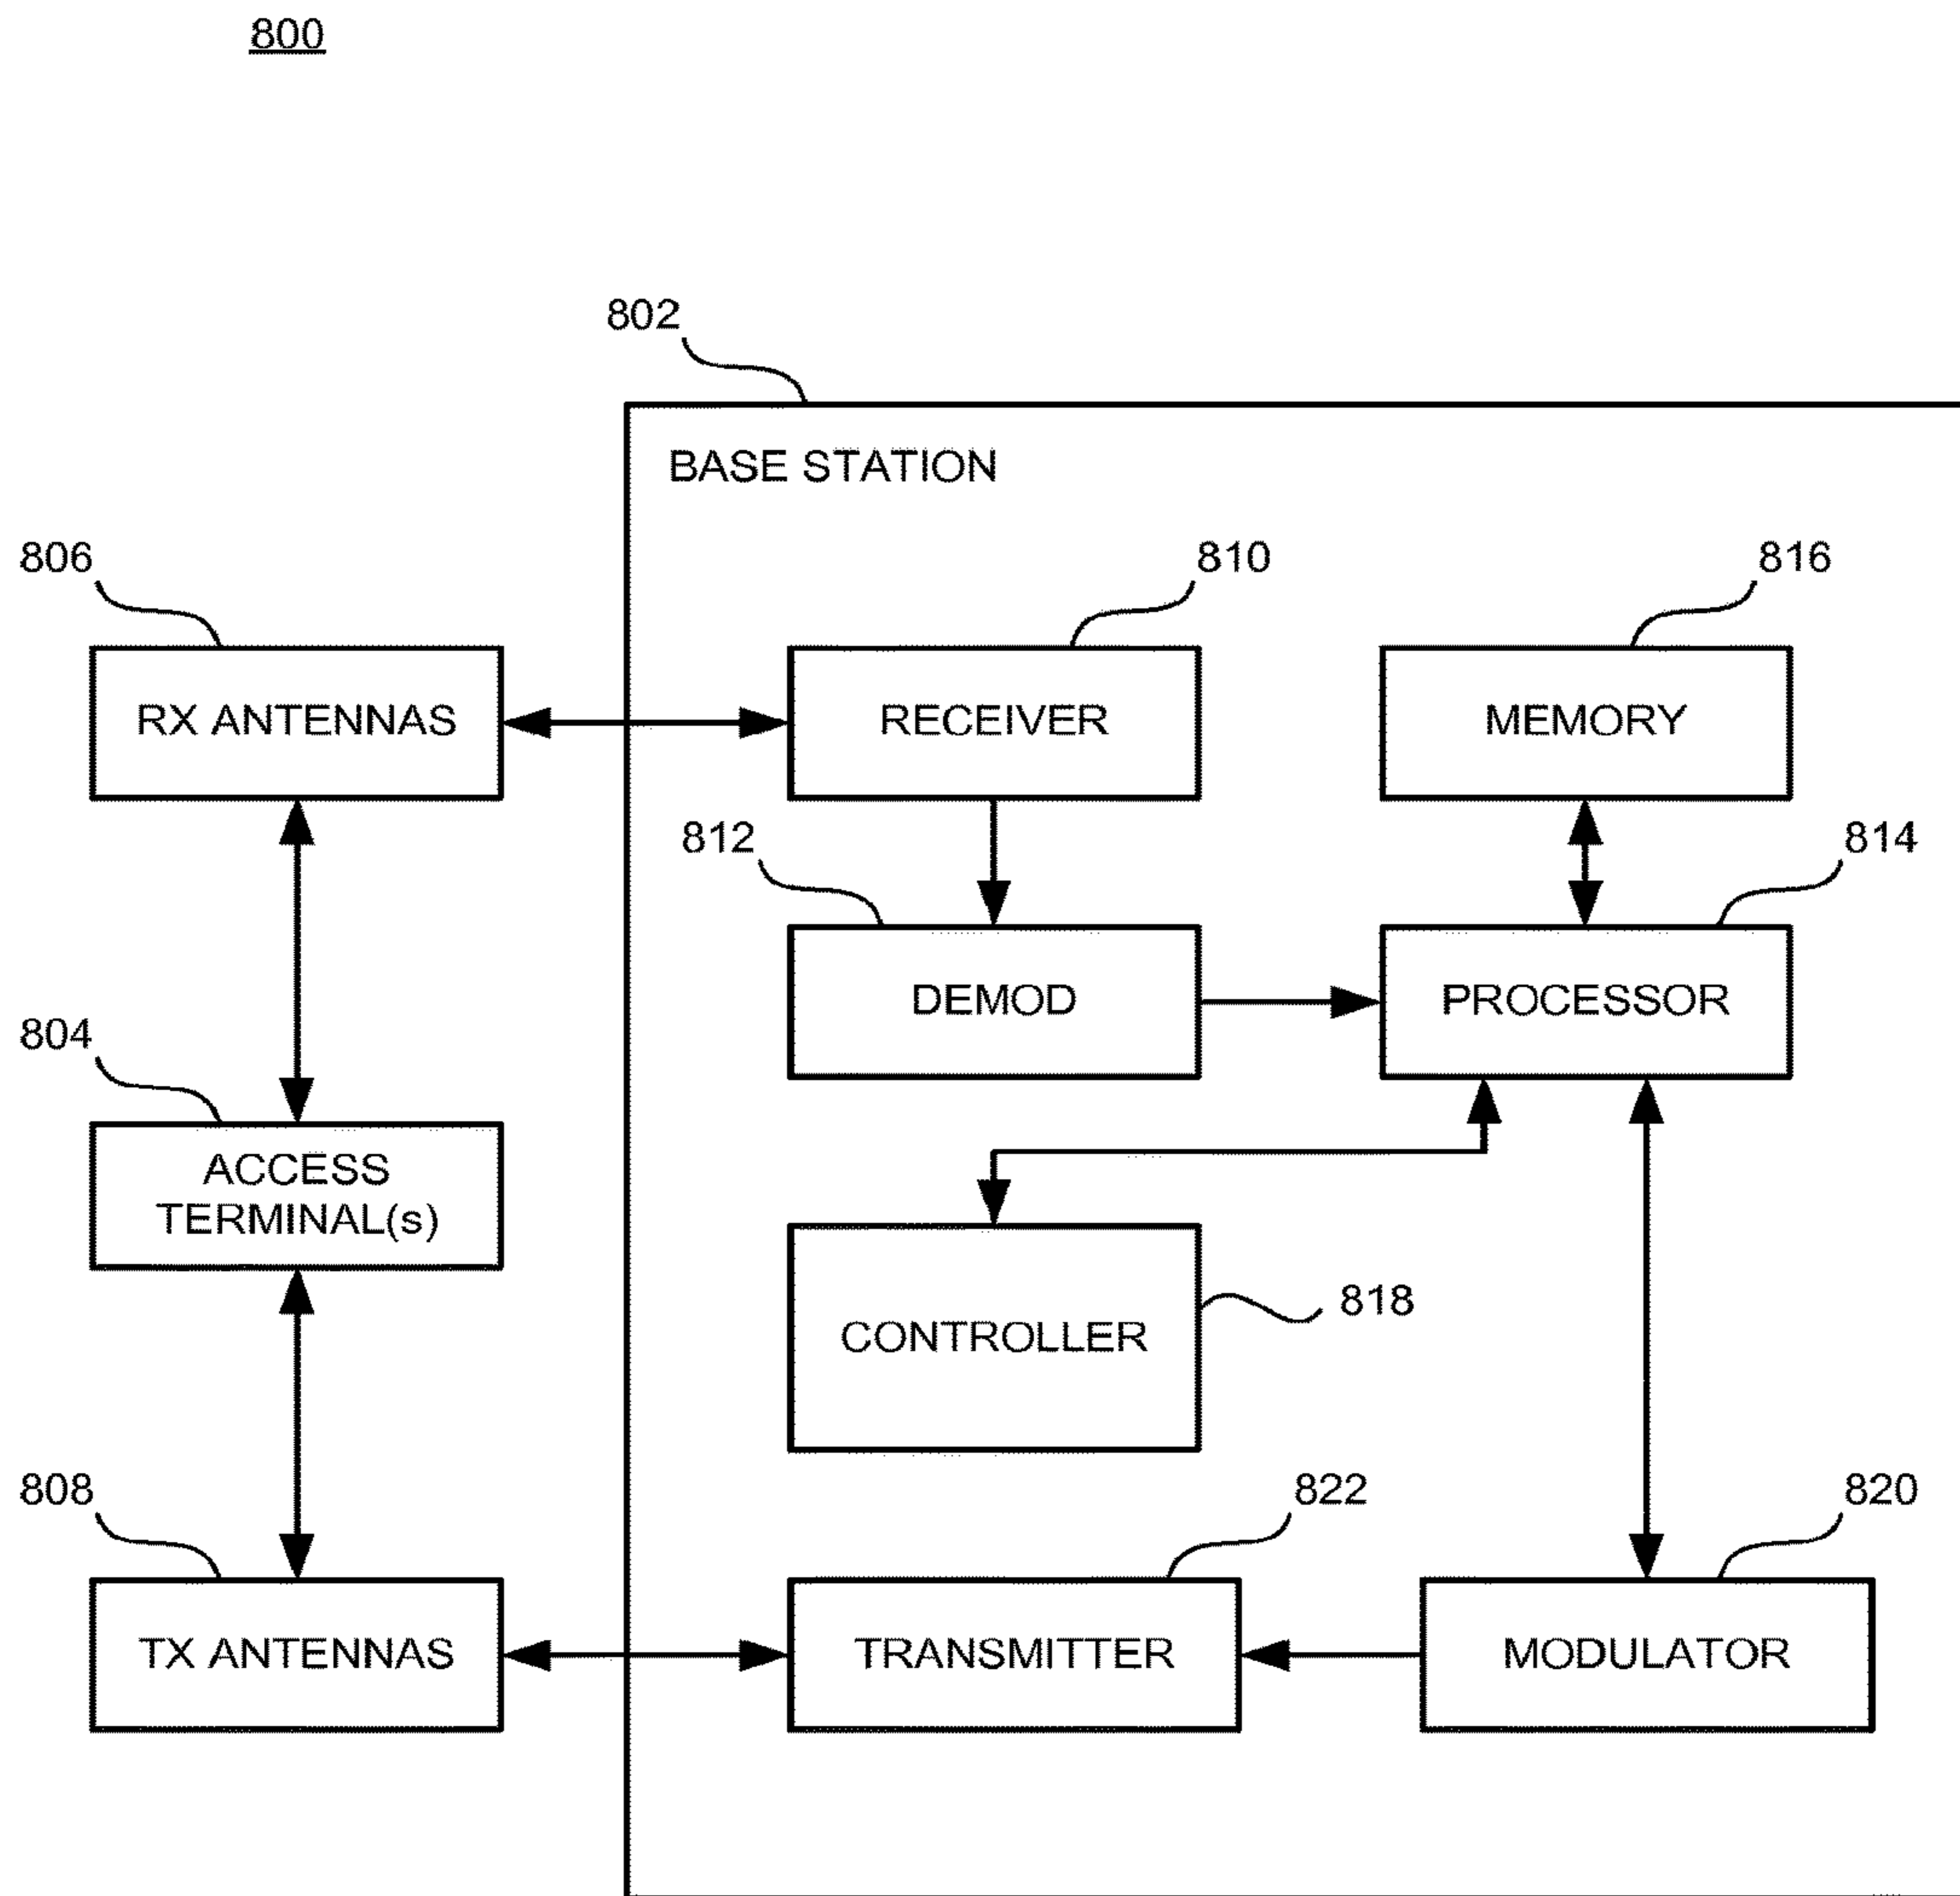 800
802
BASE STATION
806
810
816
RX ANTENNAS
RECEIVER
MEMORY
812
814
804
DEMOD
PROCESSOR
ACCESS
TERMINAL(s)
818
CONTROLLER
808
822
820
TX ANTENNAS
TRANSMITTER
MODULATOR